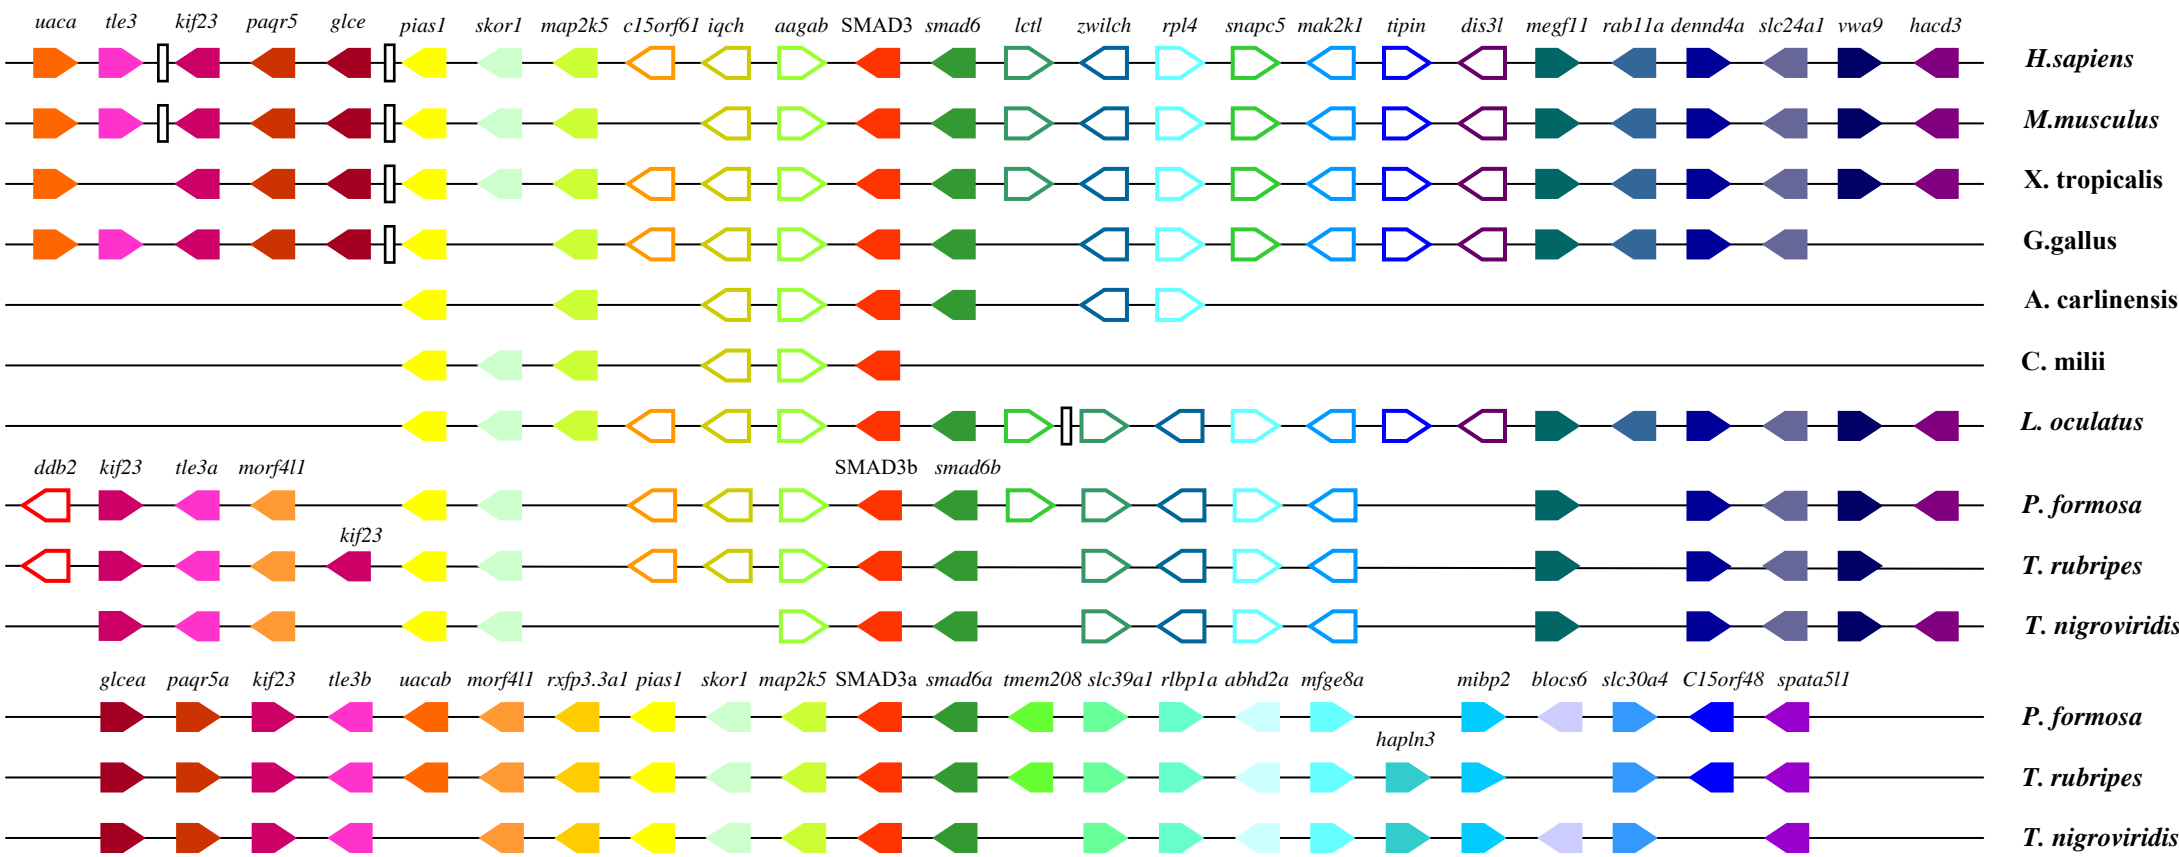 uaca tle3 kif23 paqr5 glce pias1 skor1 map2k5 c15orf61 iqch aagab SMAD3 smad6 lctl zwilch rpl4 snapc5 mak2k1 tipin dis3l megf11 rab11a dennd4a slc24a1 vwa9 hacd3
H.sapiens
M.musculus
X. tropicalis
G.gallus
A. carlinensis
C. milii
L. oculatus
ddb2 kif23 tle3a morf4l1 SMAD3b smad6b
P. formosa
kif23
T. rubripes
T. nigroviridis
glcea paqr5a kif23 tle3b uacab morf4l1 rxfp3.3a1 pias1 skor1 map2k5 SMAD3a smad6a tmem208 slc39a1 rlbp1a abhd2a mfge8a mibp2 blocs6 slc30a4 C15orf48 spata5l1
P. formosa
hapln3
T. rubripes
T. nigroviridis